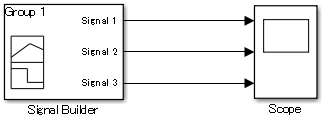 Group 1
Signal 1
Signal 2
Signal 3
Signal Builder
Scope